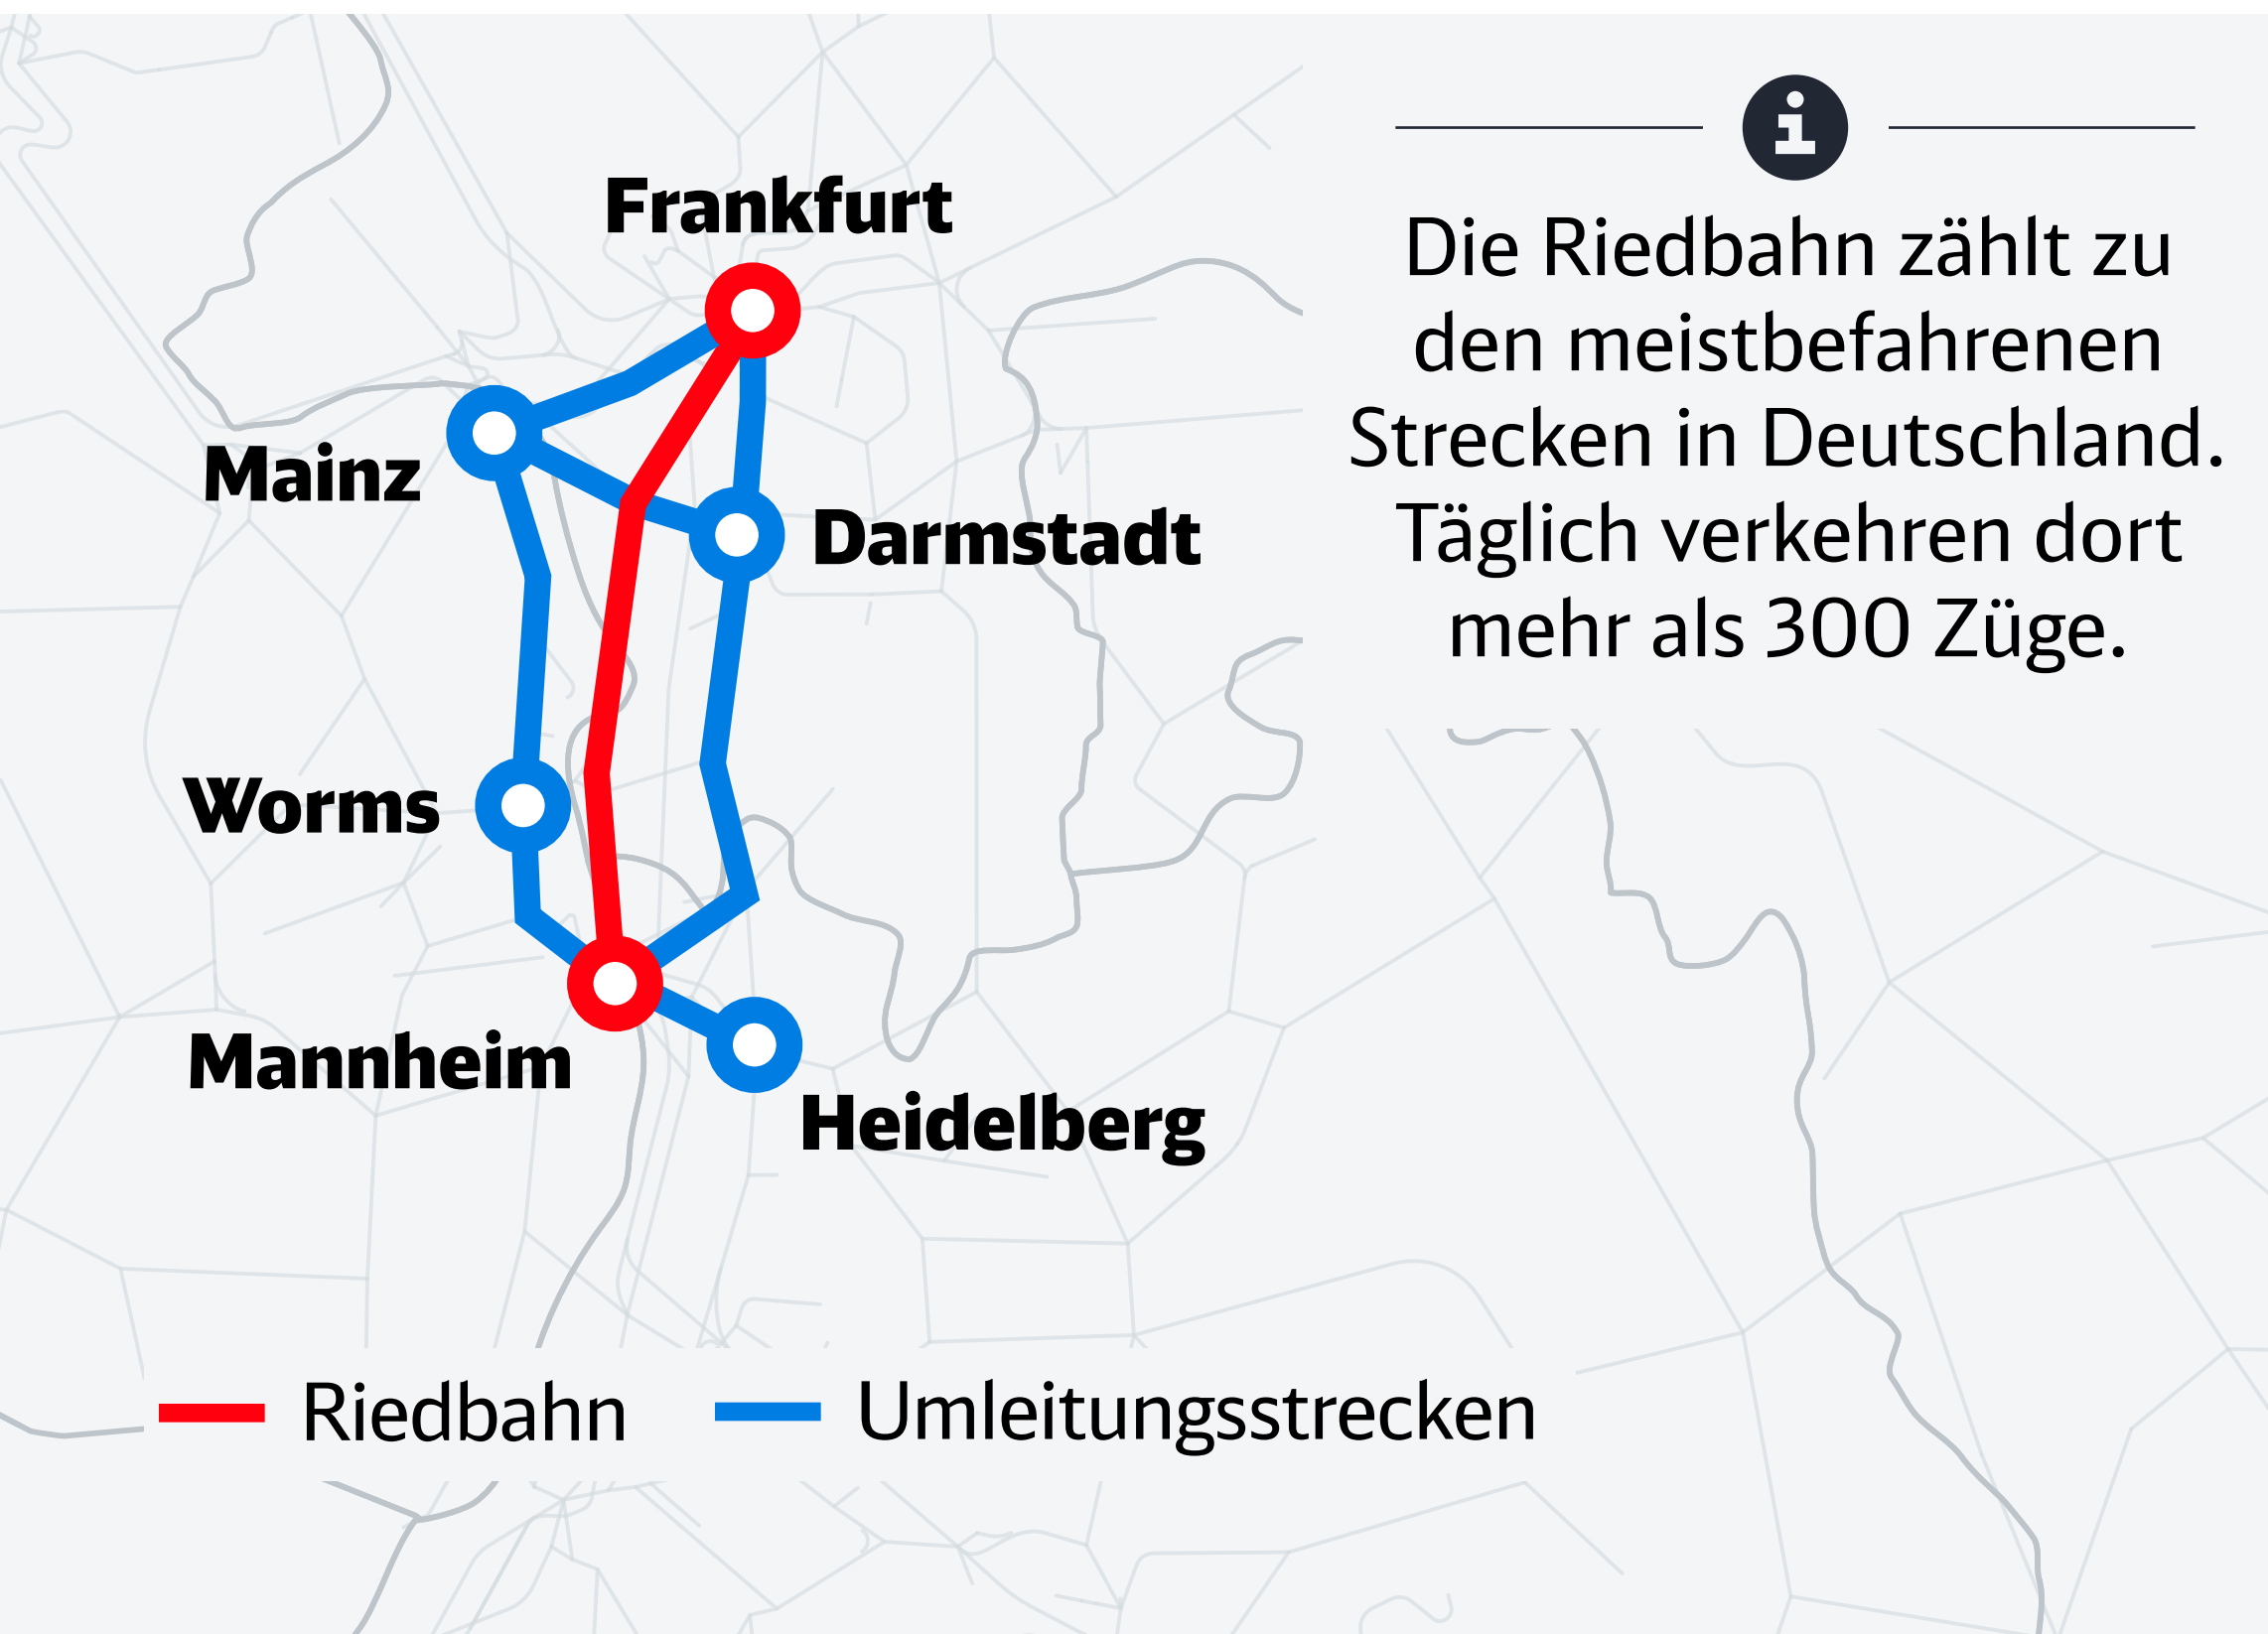 Frankfurt
Mainz
Darmstadt
Worms
Mannheim
Heidelberg
i
Die Riedbahn zählt zu
den meistbefahrenen
Strecken in Deutschland.
Täglich verkehren dort
mehr als 300 Züge.
Riedbahn
Umleitungsstrecken